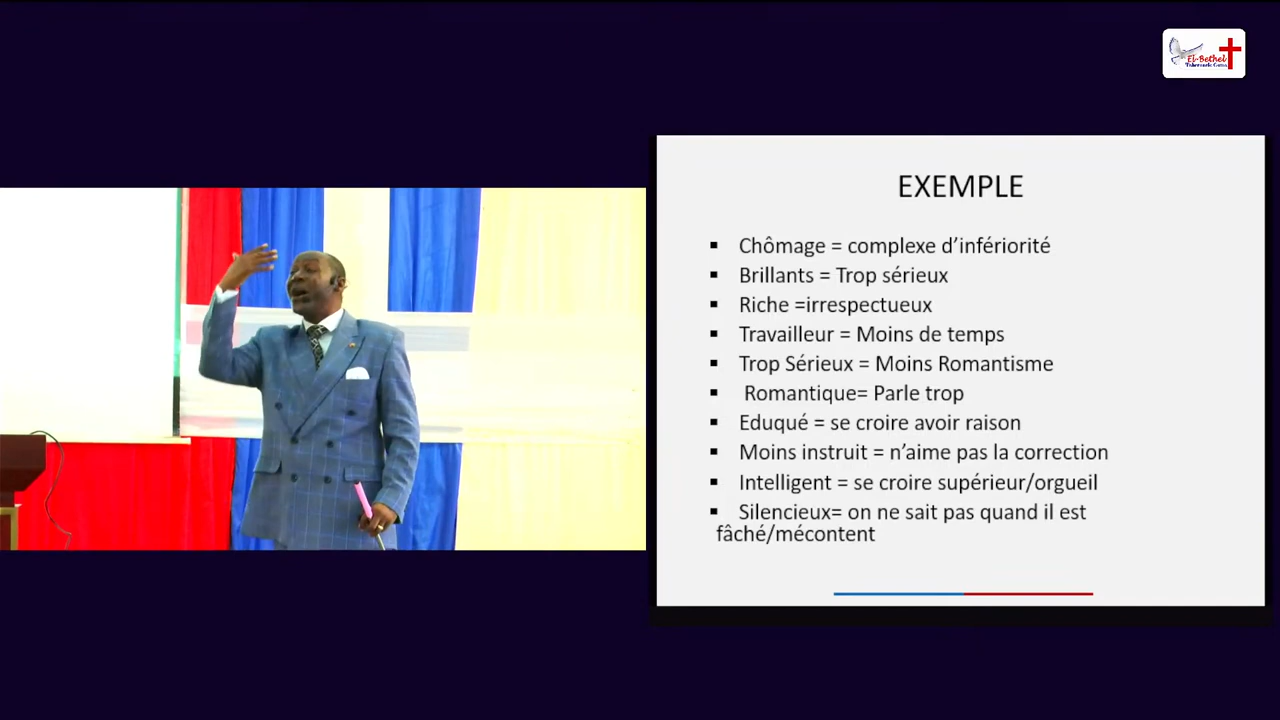 El-Bethel
Tabernacle Goma
EXEMPLE
▪ Chômage = complexe d’infériorité
▪ Brillants = Trop sérieux
▪ Riche =irrespectueux
▪ Travailleur = Moins de temps
▪ Trop Sérieux = Moins Romantisme
▪ Romantique= Parle trop
▪ Eduqué = se croire avoir raison
▪ Moins instruit = n’aime pas la correction
▪ Intelligent = se croire supérieur/orgueil
▪ Silencieux= on ne sait pas quand il est
fâché/mécontent